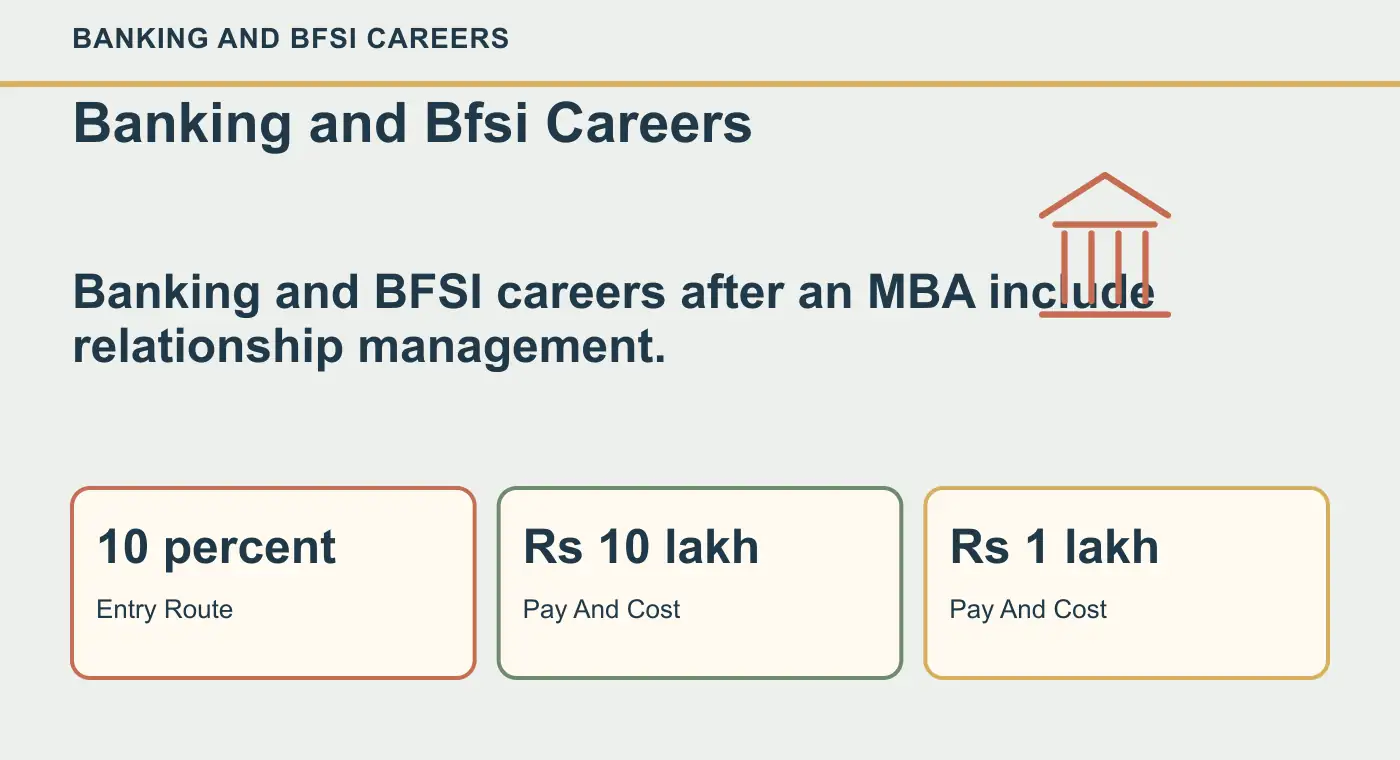 BANKING AND BFSI CAREERS
Banking and Bfsi Careers
Banking and BFSI careers after an MBA include
relationship management.
10 percent
Entry Route
Rs 10 lakh
Pay And Cost
Rs 1 lakh
Pay And Cost